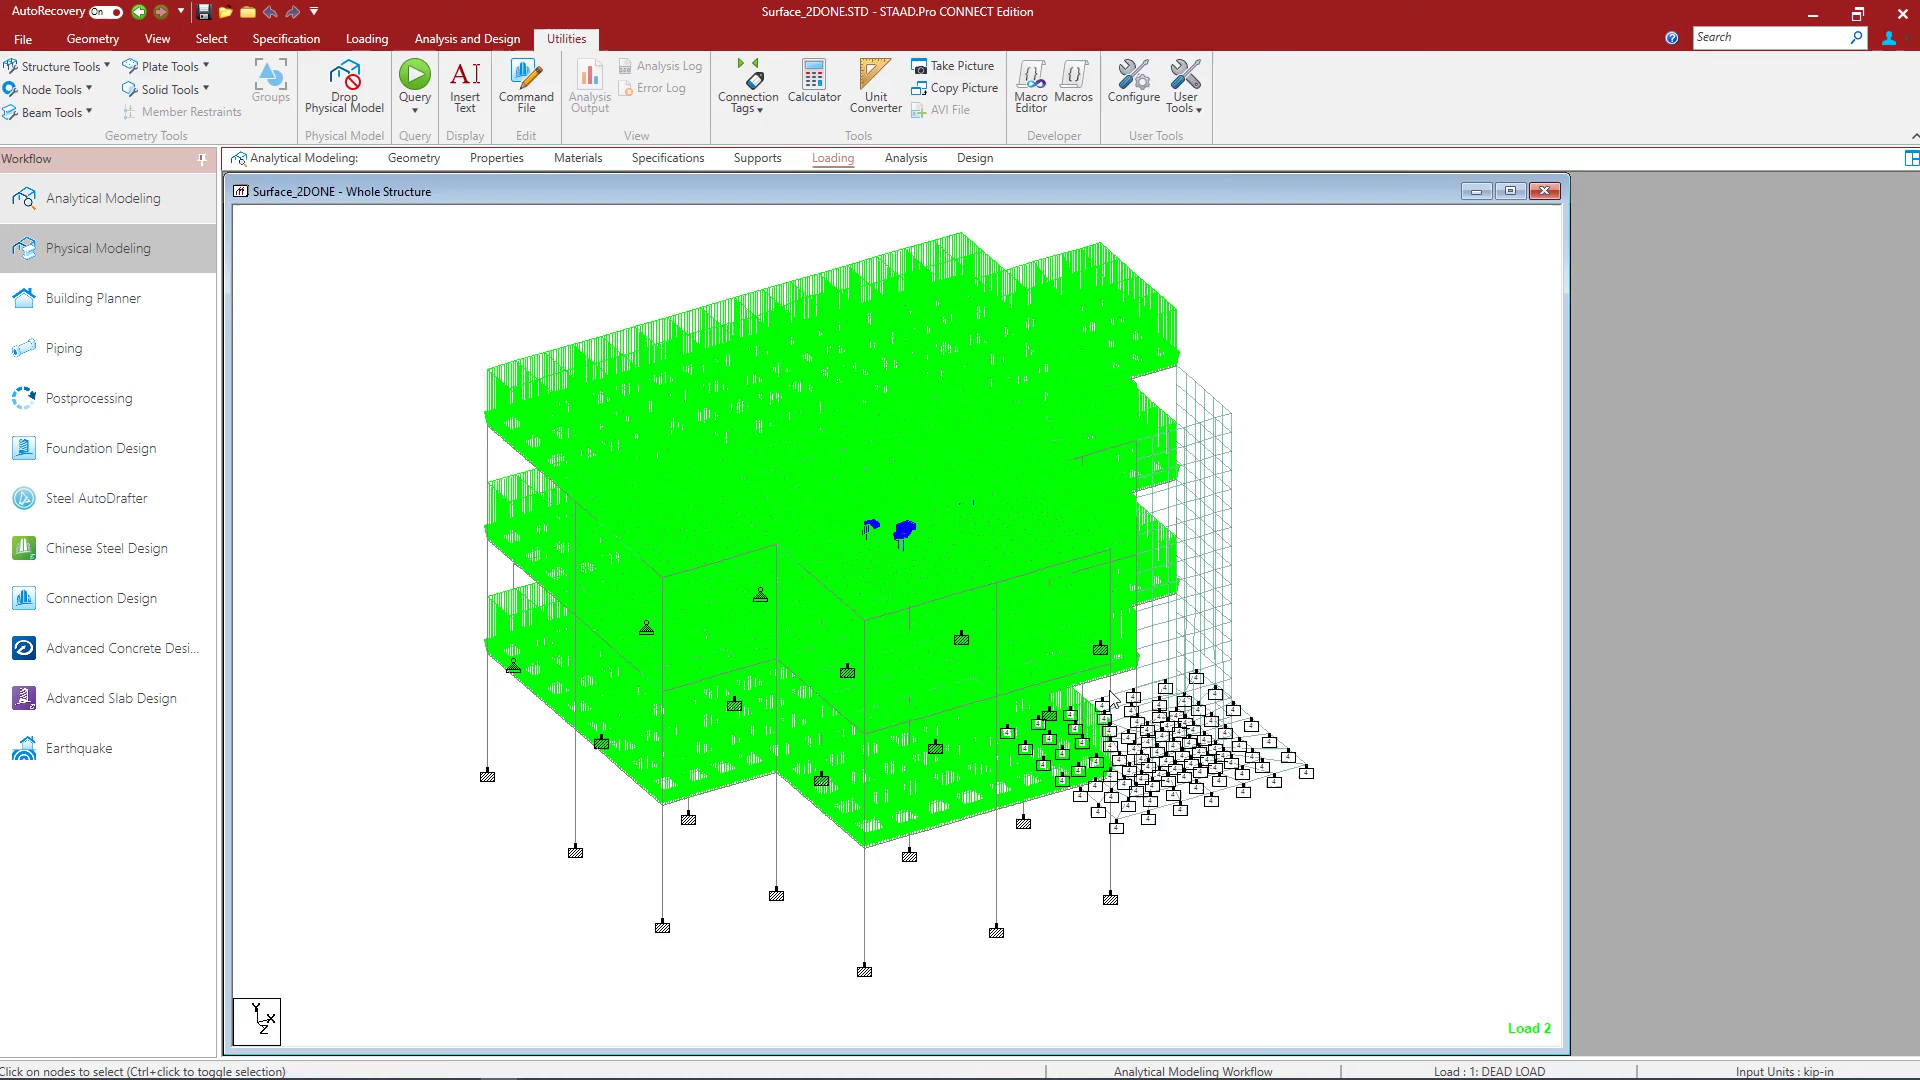 AutoRecovery On
Surface_2DONE.STD - STAAD.Pro CONNECT Edition
File
Geometry
View
Select
Specification
Loading
Analysis and Design
Utilities
Search
Structure Tools
Node Tools
Beam Tools
Plate Tools
Solid Tools
Member Restraints
Geometry Tools
Groups
Drop
Physical Model
Physical Model
Query
Query
Insert
Text
Display
Command
File
Edit
Analysis
Output
Analysis Log
Error Log
View
Connection
Tags
Calculator
Unit
Converter
Take Picture
Copy Picture
AVI File
Tools
Macro
Editor
Macros
Developer
Configure
User
Tools
User Tools
Workflow
Analytical Modeling:
Geometry
Properties
Materials
Specifications
Supports
Loading
Analysis
Design
Analytical Modeling
Physical Modeling
Building Planner
Piping
Postprocessing
Foundation Design
Steel AutoDrafter
Chinese Steel Design
Connection Design
Advanced Concrete Desi...
Advanced Slab Design
Earthquake
Surface_2DONE - Whole Structure
Y
X
Z
Load 2
Click on nodes to select (Ctrl+click to toggle selection)
Analytical Modeling Workflow
Load : 1: DEAD LOAD
Input Units : kip-in